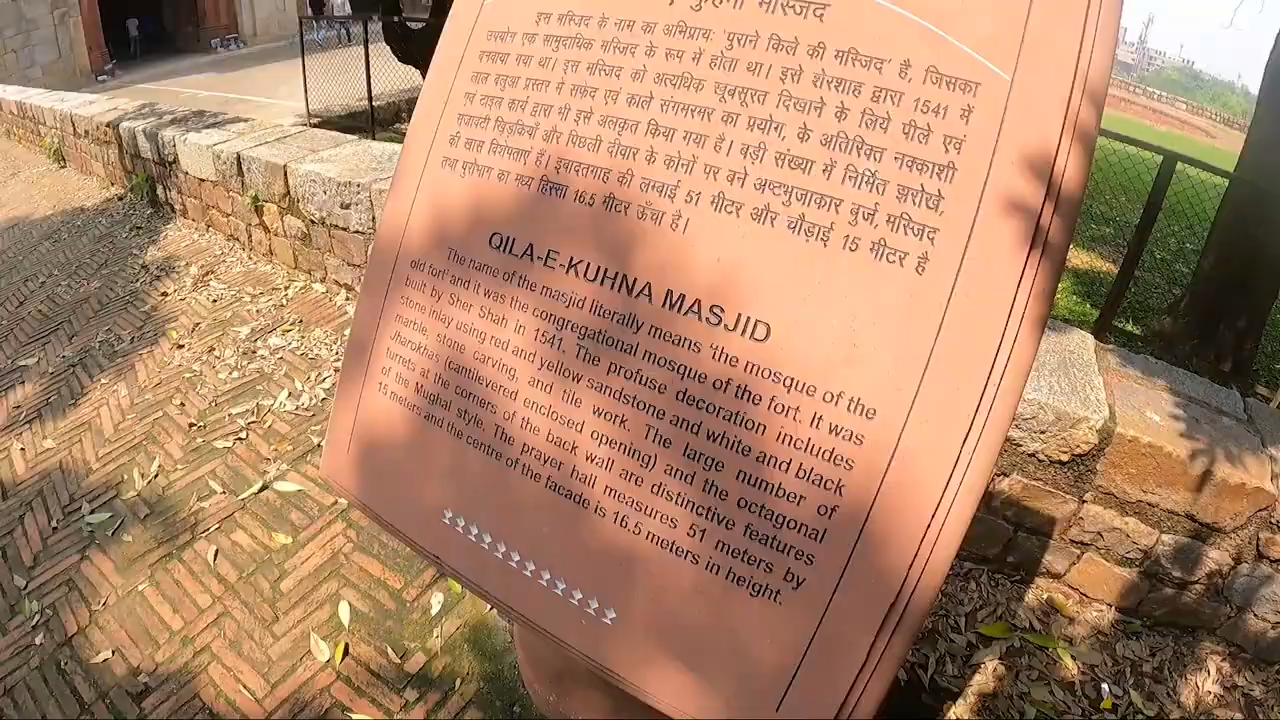 मस्जिद
इस मस्जिद के नाम का अभिप्रायः 'पुराने किले की मस्जिद' है, जिसका
उपयोग एक सामुदायिक मस्जिद के रूप में होता था। इसे शेरशाह द्वारा 1541 में
बनवाया गया था। इस मस्जिद को अत्यधिक खूबसूरत दिखाने के लिये पीले एवं
लाल बलुआ प्रस्तर में सफेद एवं काले संगमरमर का प्रयोग, के अतिरिक्त नक्काशी
एवं टाइल कार्य द्वारा भी इसे अलंकृत किया गया है। बड़ी संख्या में निर्मित झरोखे,
सजावटी खिड़कियाँ और पिछली दीवार के कोनों पर बने अष्टभुजाकार बुर्ज, मस्जिद
की खास विशेषताएं हैं। इबादतगाह की लम्बाई 51 मीटर और चौड़ाई 15 मीटर है
तथा पुरोभाग का मध्य हिस्सा 16.5 मीटर ऊँचा है।
QILA-E-KUHNA MASJID
The name of the masjid literally means 'the mosque of the
old fort' and it was the congregational mosque of the fort. It was
built by Sher Shah in 1541. The profuse decoration includes
stone inlay using red and yellow sandstone and white and black
marble, stone carving, and tile work. The large number of
Jharokhas (cantilevered enclosed opening) and the octagonal
turrets at the corners of the back wall are distinctive features
of the Mughal style. The prayer hall measures 51 meters by
15 meters and the centre of the facade is 16.5 meters in height.